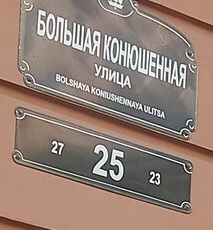 БОЛЬШАЯ КОНЮШЕННАЯ
УЛИЦА
BOLSHAYA KONIUSHENNAYA ULITSA
27 25 23